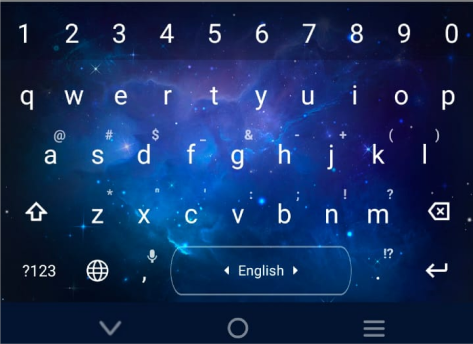 1 2 3 4 5 6 7 8 9 0
q w e r t y u i o p
@ # $ _ & - + ( )
a s d f g h j k l
* " ' : ; ! ?
z x c v b n m
!?
?123 , English .